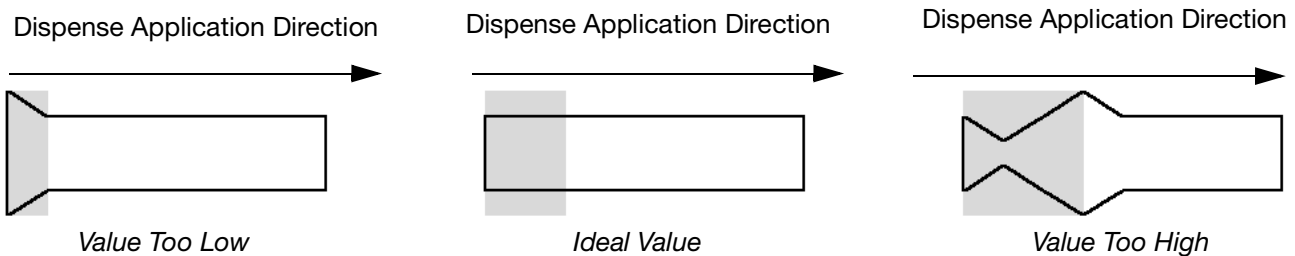 Dispense Application Direction
Dispense Application Direction
Dispense Application Direction
Value Too Low
Ideal Value
Value Too High